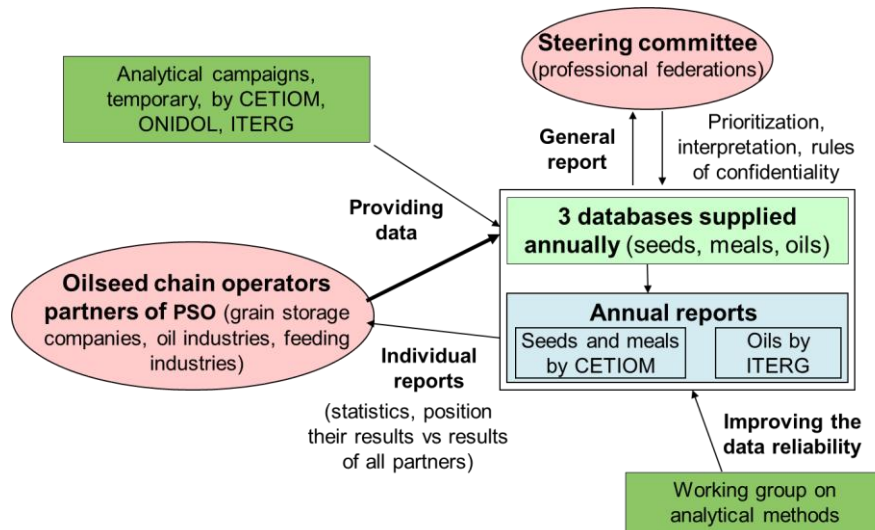 Steering committee
(professional federations)
Analytical campaigns,
temporary, by CETIOM,
ONIDOL, ITERG
General
report
Prioritization,
interpretation, rules
of confidentiality
Providing
data
3 databases supplied
annually (seeds, meals, oils)
Oilseed chain operators
partners of PSO (grain storage
companies, oil industries, feeding
industries)
Annual reports
Seeds and meals
by CETIOM
Oils by
ITERG
Individual
reports
(statistics, position
their results vs results
of all partners)
Improving the
data reliability
Working group on
analytical methods